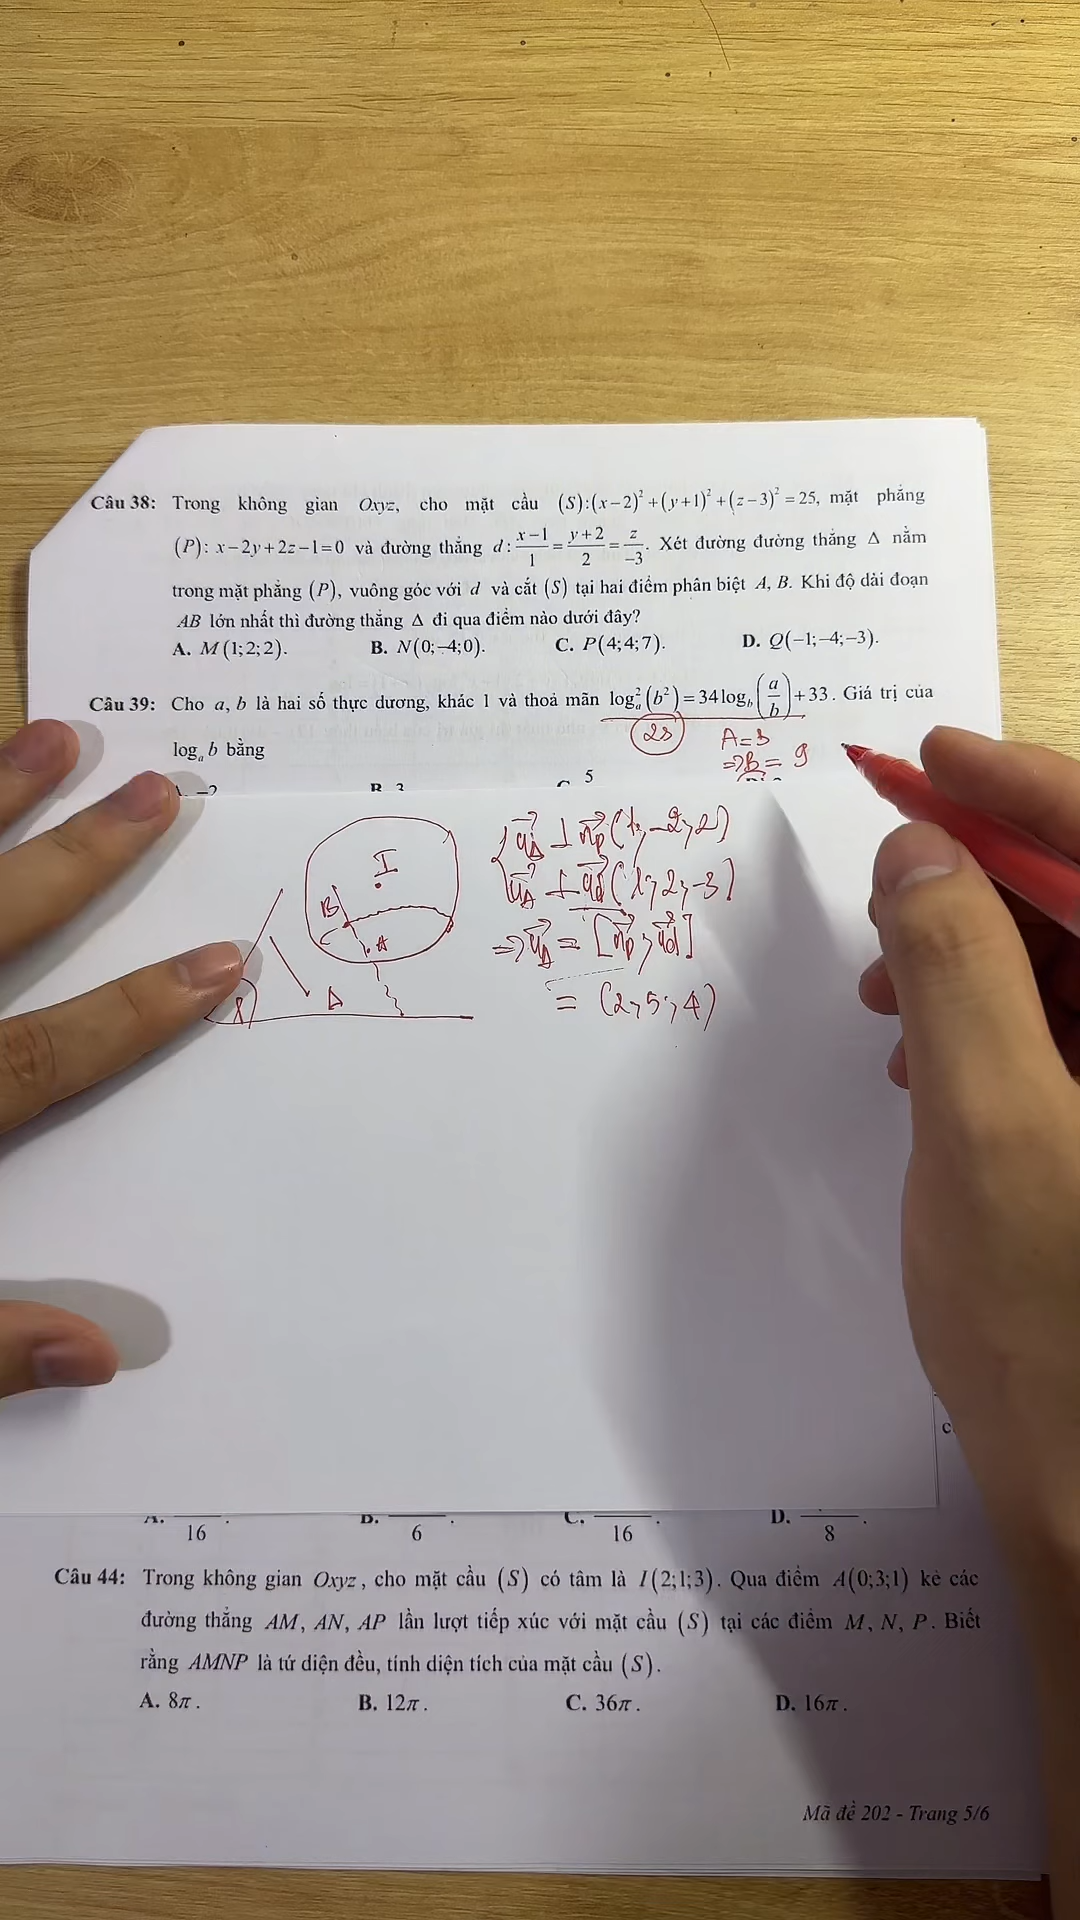 Câu 38: Trong không gian Oxyz, cho mặt cầu (S):(x−2)²+(y+1)²+(z−3)²=25, mặt phẳng
(P): x−2y+2z−1=0 và đường thẳng d: (x−1)/1 = (y+2)/2 = z/−3. Xét đường đường thẳng Δ nằm
trong mặt phẳng (P), vuông góc với d và cắt (S) tại hai điểm phân biệt A, B. Khi độ dài đoạn
AB lớn nhất thì đường thẳng Δ đi qua điểm nào dưới đây?
A. M(1;2;2). B. N(0;−4;0). C. P(4;4;7). D. Q(−1;−4;−3).
Câu 39: Cho a, b là hai số thực dương, khác 1 và thoả mãn log²ₐ(b²)=34log_b(a/b)+33. Giá trị của
logₐ b bằng
A=3
⇒B= 9
−2
5
I
B
A
Δ
u⃗Δ ⊥ n⃗p(1;−2;2)
u⃗Δ ⊥ u⃗d(1;2;−3)
⇒u⃗Δ = [n⃗p; u⃗d]
= (2;5;4)
A. 16. B. 6. C. 16. D. 8.
Câu 44: Trong không gian Oxyz, cho mặt cầu (S) có tâm là I(2;1;3). Qua điểm A(0;3;1) kẻ các
đường thẳng AM, AN, AP lần lượt tiếp xúc với mặt cầu (S) tại các điểm M, N, P. Biết
rằng AMNP là tứ diện đều, tính diện tích của mặt cầu (S).
A. 8π. B. 12π. C. 36π. D. 16π.
Mã đề 202 - Trang 5/6